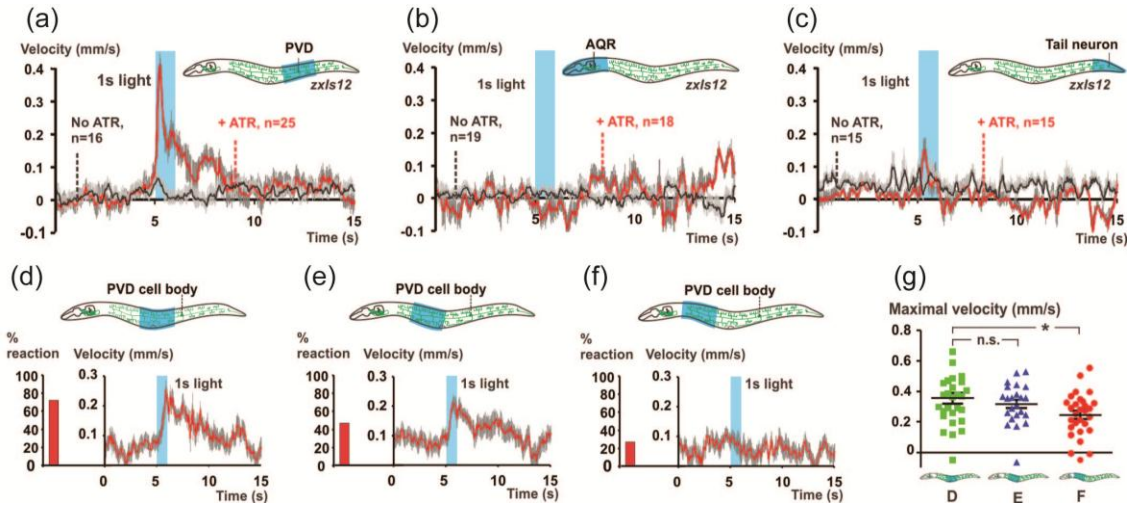 (a)
Velocity (mm/s)
PVD
0.4
1s light
zxIs12
0.3
No ATR,
n=16
+ ATR, n=25
0.2
0.1
0
5
10
15
-0.1
Time (s)
(b)
Velocity (mm/s)
AQR
0.4
1s light
zxIs12
0.3
No ATR,
n=19
+ ATR, n=18
0.2
0.1
0
5
10
15
-0.1
Time (s)
(c)
Velocity (mm/s)
Tail neuron
0.4
1s light
zxIs12
0.3
No ATR,
n=15
+ ATR, n=15
0.2
0.1
0
5
10
15
-0.1
Time (s)
(d)
PVD cell body
%
reaction
Velocity (mm/s)
100
80
60
40
20
0
0.3
0.2
0.1
1s light
0 5 10 15
Time (s)
(e)
PVD cell body
%
reaction
Velocity (mm/s)
100
80
60
40
20
0
0.3
0.2
0.1
1s light
0 5 10 15
Time (s)
(f)
PVD cell body
%
reaction
Velocity (mm/s)
100
80
60
40
20
0
0.3
0.2
0.1
1s light
0 5 10 15
Time (s)
(g)
Maximal velocity (mm/s)
0.8
0.6
0.4
0.2
0
*
n.s.
D E F